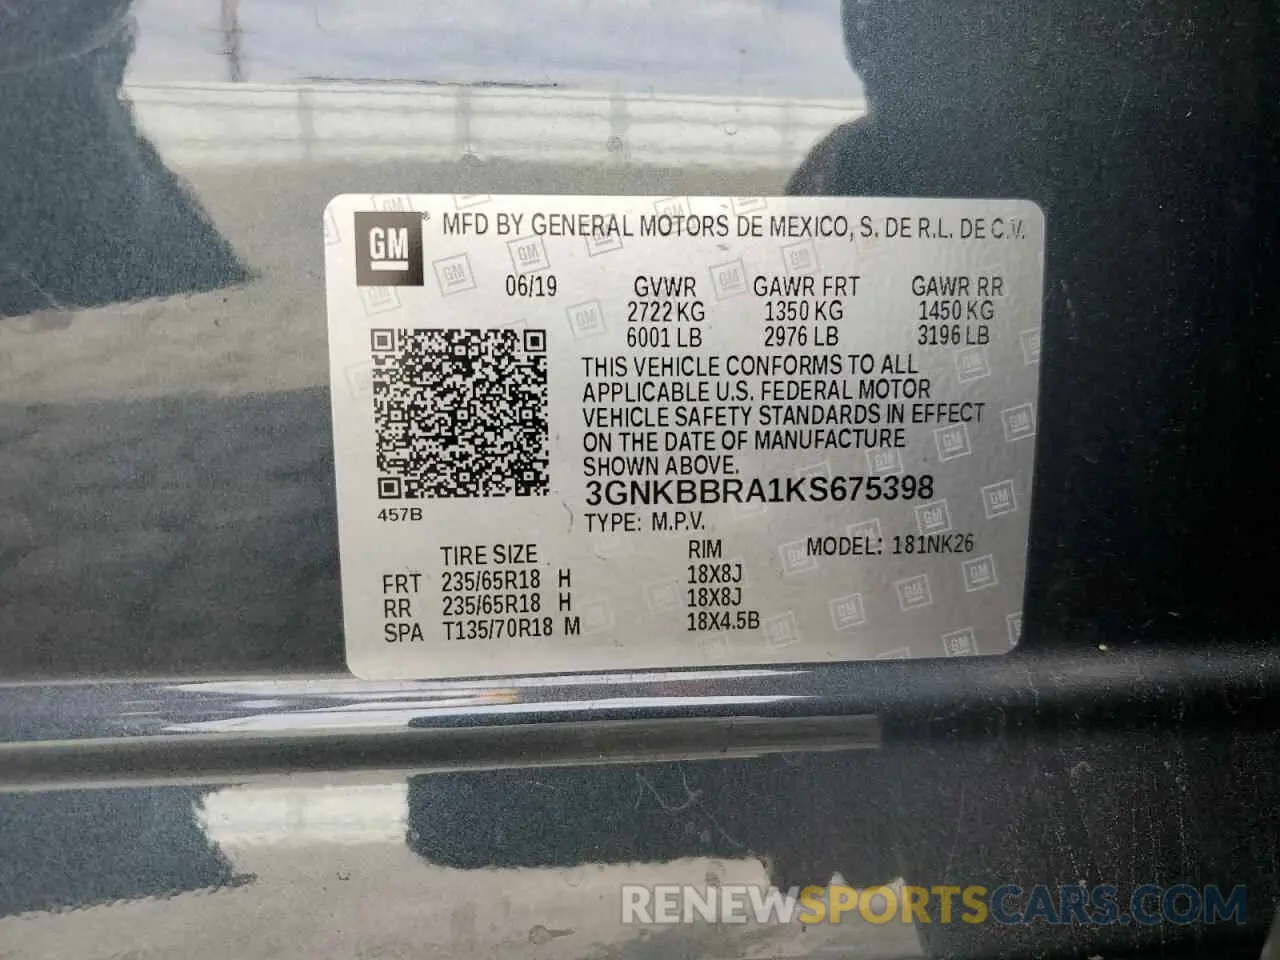 GM® MFD BY GENERAL MOTORS DE MEXICO, S. DE R.L. DE C.V.
06/19 GVWR GAWR FRT GAWR RR
2722 KG 1350 KG 1450 KG
6001 LB 2976 LB 3196 LB
THIS VEHICLE CONFORMS TO ALL
APPLICABLE U.S. FEDERAL MOTOR
VEHICLE SAFETY STANDARDS IN EFFECT
ON THE DATE OF MANUFACTURE
SHOWN ABOVE.
3GNKBBRA1KS675398
457B TYPE: M.P.V.
TIRE SIZE RIM MODEL: 181NK26
FRT 235/65R18 H 18X8J
RR 235/65R18 H 18X8J
SPA T135/70R18 M 18X4.5B
RENEWSPORTSCARS.COM